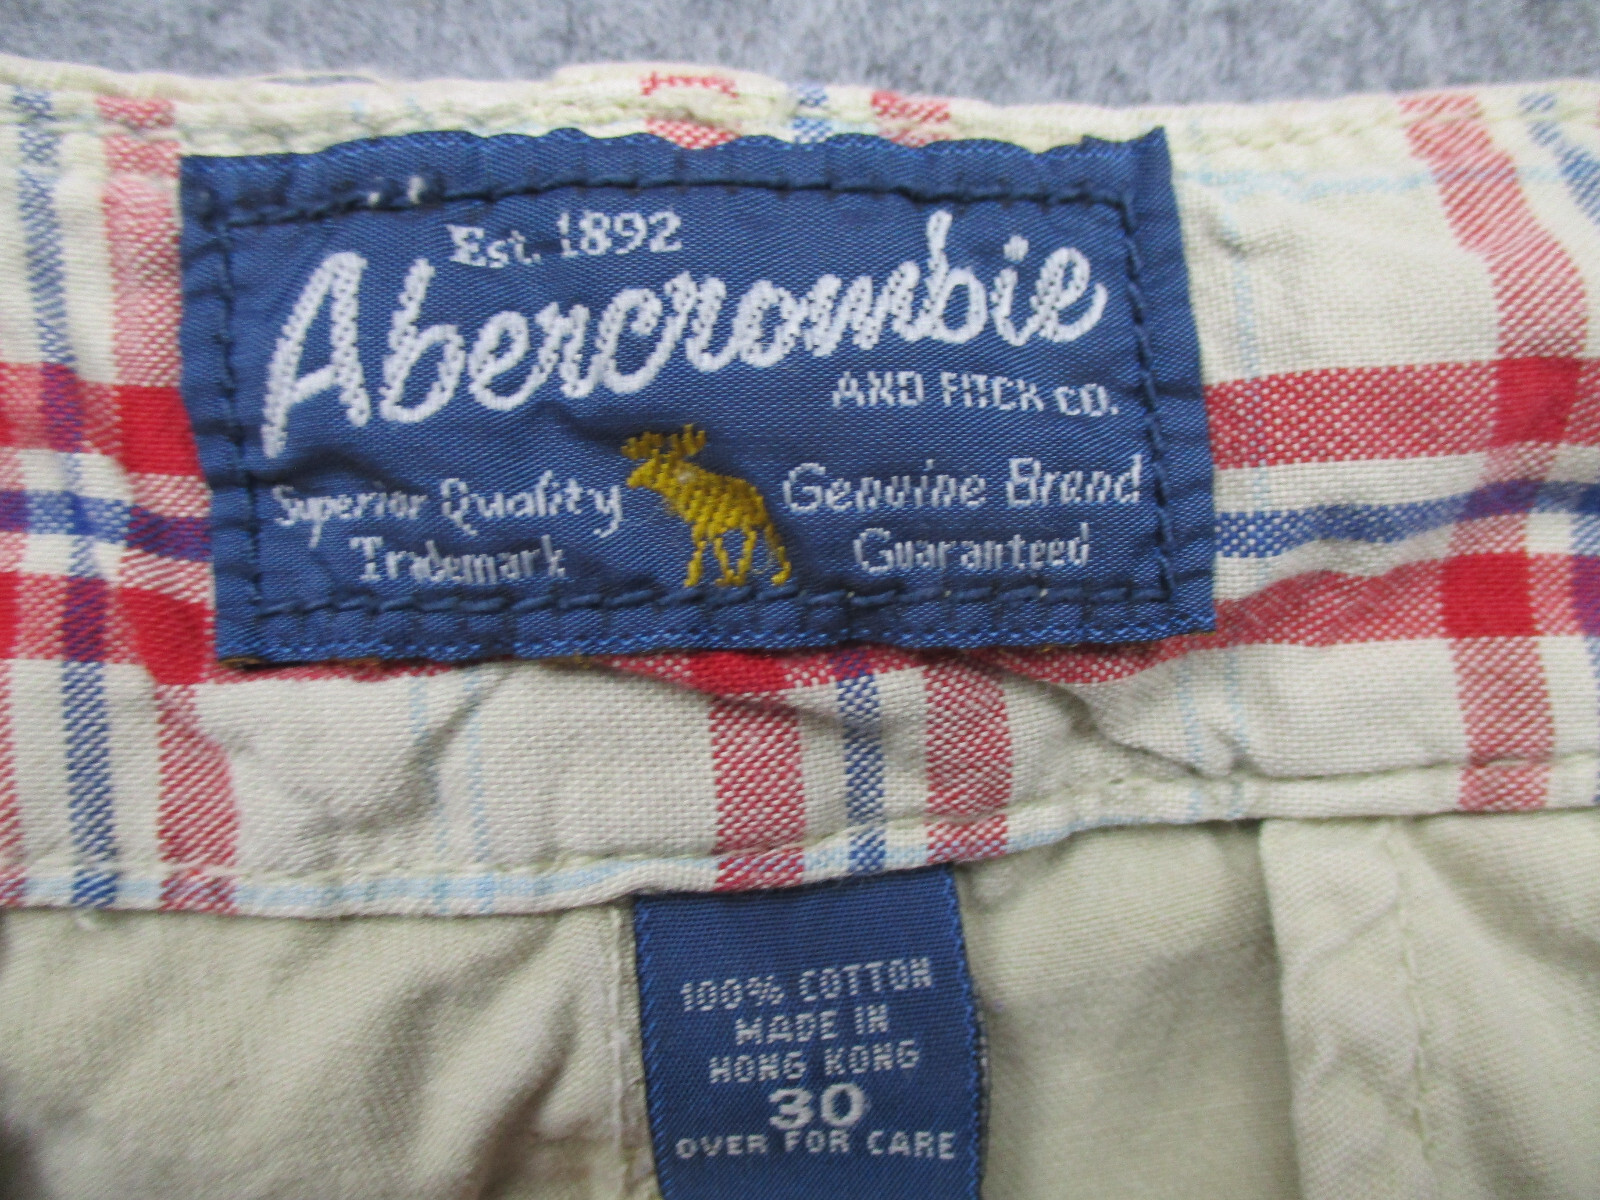 Est. 1892
Abercrombie
AND FITCH CO.
Superior Quality
Trademark
Genuine Brand
Guaranteed
100% COTTON
MADE IN
HONG KONG
30
OVER FOR CARE